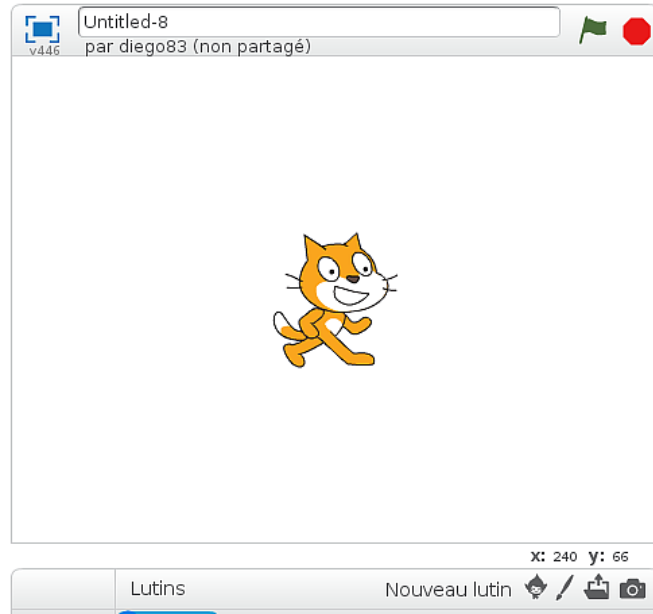 Untitled-8
v446
par diego83 (non partagé)
x: 240 y: 66
Lutins
Nouveau lutin